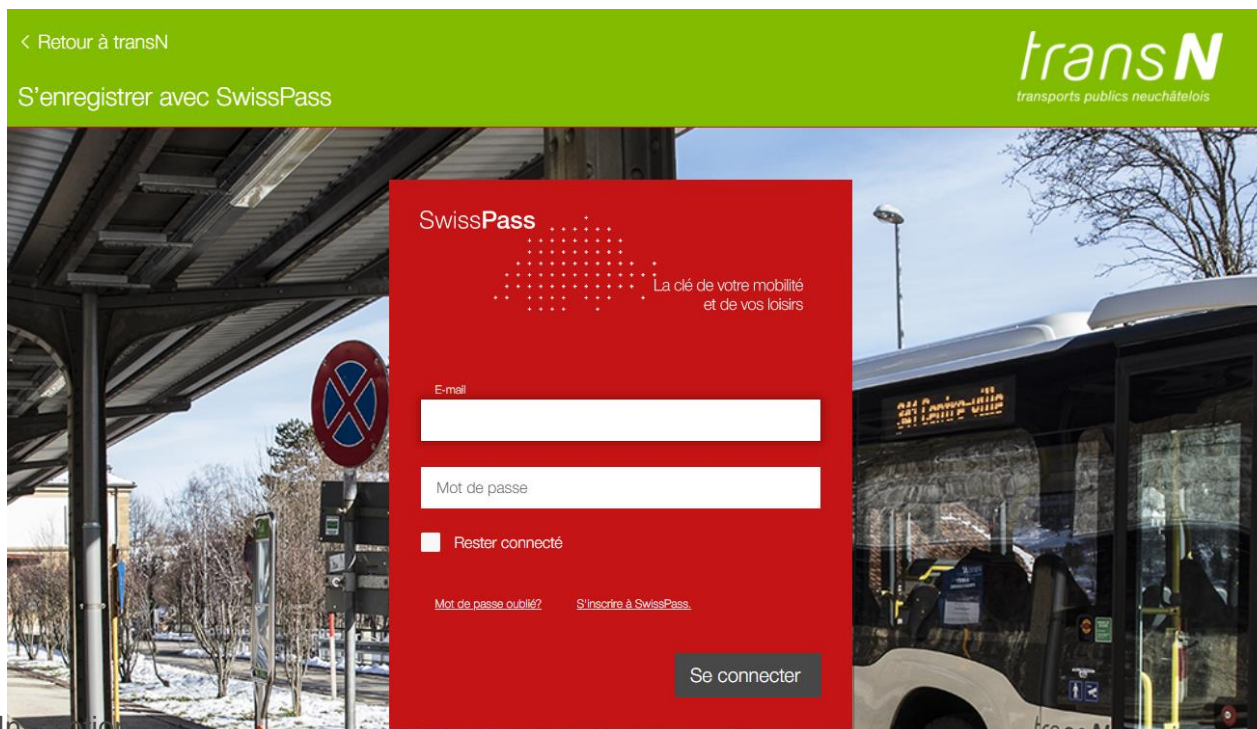 < Retour à transN
S'enregistrer avec SwissPass
transN
transports publics neuchâtelois
SwissPass
La clé de votre mobilité
et de vos loisirs
E-mail
Mot de passe
Rester connecté
Mot de passe oublié?
S'inscrire à SwissPass.
Se connecter
341 Centre-ville